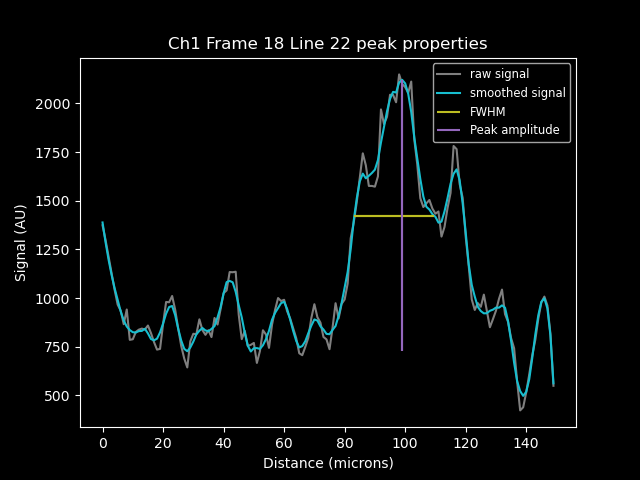 Ch1 Frame 18 Line 22 peak properties
raw signal
smoothed signal
FWHM
Peak amplitude
Signal (AU)
2000
1750
1500
1250
1000
750
500
0 20 40 60 80 100 120 140
Distance (microns)